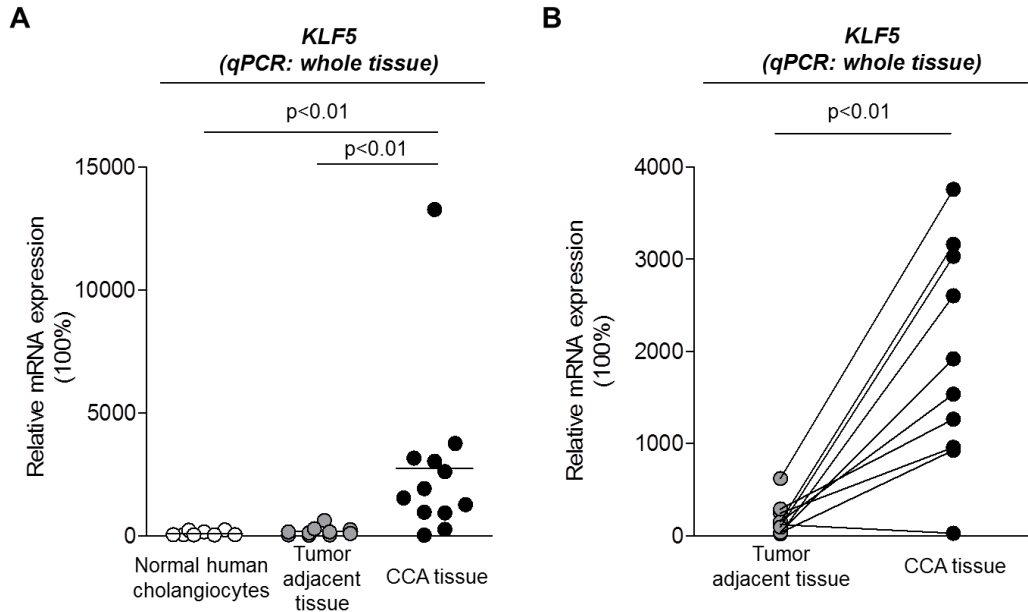 A
KLF5
(qPCR: whole tissue)
p<0.01
p<0.01
15000
10000
5000
0
Relative mRNA expression
(100%)
Normal human
cholangiocytes
Tumor
adjacent
tissue
CCA tissue
B
KLF5
(qPCR: whole tissue)
p<0.01
4000
3000
2000
1000
0
Relative mRNA expression
(100%)
Tumor
adjacent tissue
CCA tissue